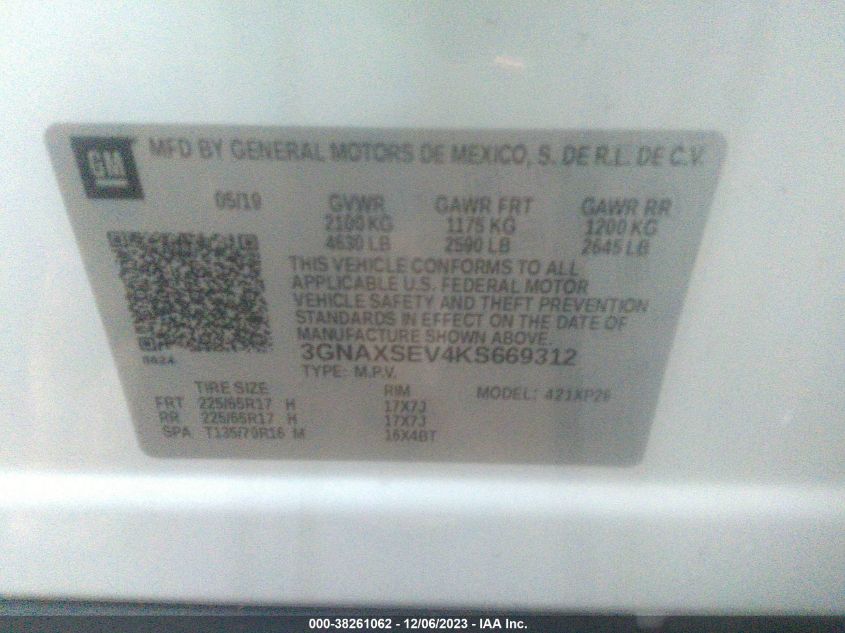 GM
MFD BY GENERAL MOTORS DE MEXICO, S. DE R.L. DE C.V.
05/19 GVWR GAWR FRT GAWR RR
2100 KG 1175 KG 1200 KG
4630 LB 2590 LB 2645 LB
THIS VEHICLE CONFORMS TO ALL
APPLICABLE U.S. FEDERAL MOTOR
VEHICLE SAFETY AND THEFT PREVENTION
STANDARDS IN EFFECT ON THE DATE OF
MANUFACTURE SHOWN ABOVE.
3GNAXSEV4KS669312
TYPE: M.P.V.
TIRE SIZE RIM MODEL: 421XP26
FRT 225/65R17 H 17X7J
RR 225/65R17 H 17X7J
SPA T135/70R16 M 16X4BT
000-38261062 - 12/06/2023 - IAA Inc.